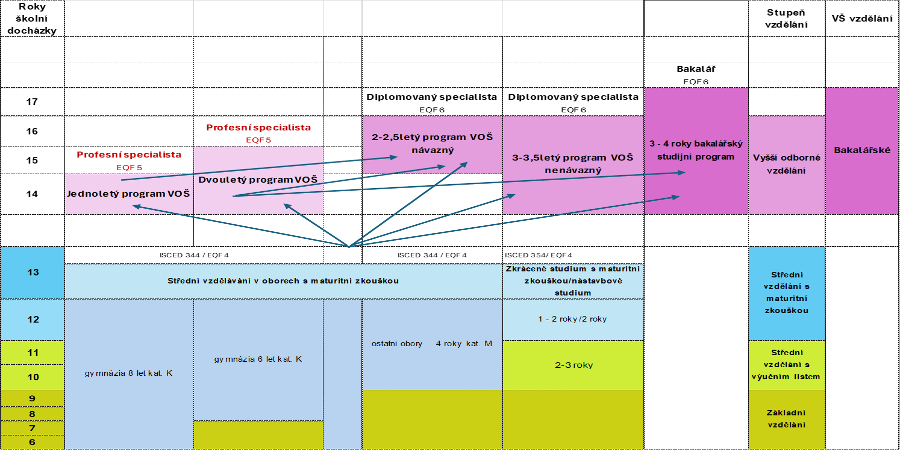 Roky
školní
docházky
Stupeň
vzdělání
VŠ vzdělání
Bakalář
EQF 6
17
Diplomovaný specialista
EQF 6
Diplomovaný specialista
EQF 6
16
Profesní specialista
EQF 5
2-2,5letý program VOŠ
návazný
3 - 4 roky bakalářský
studijní program
Bakalářské
15
Profesní specialista
EQF 5
3-3,5letý program VOŠ
nenávazný
Vyšší odborné
vzdělání
14
Jednoletý program VOŠ
Dvouletý program VOŠ
ISCED 344 / EQF 4
ISCED 344 / EQF 4
ISCED 354/ EQF 4
13
Střední vzdělávání v oborech s maturitní zkouškou
Zkrácené studium s maturitní
zkouškou/nástavbové
studium
Střední
vzdělání s
maturitní
zkouškou
12
1 - 2 roky /2 roky
ostatní obory 4 roky kat. M
11
gymnázia 6 let kat. K
Střední
vzdělání s
výučním listem
10
gymnázia 8 let kat. K
2-3 roky
9
8
Základní
vzdělání
7
6